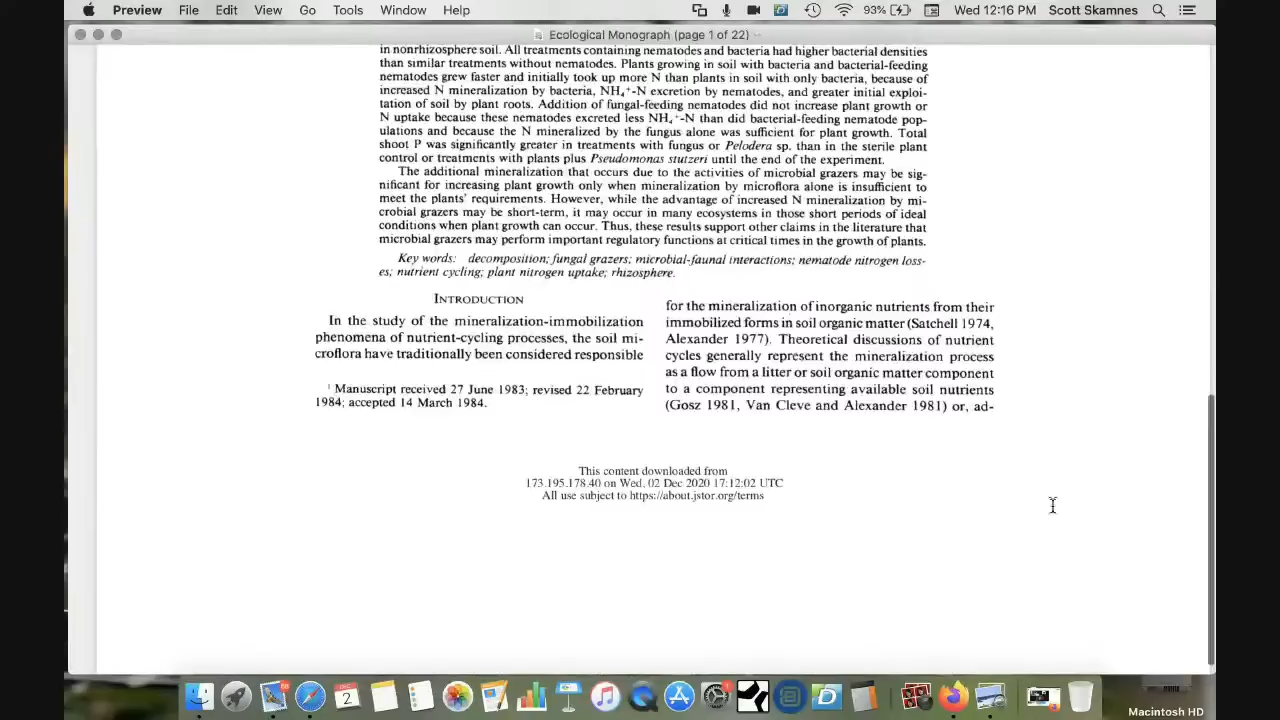 Preview File Edit View Go Tools Window Help 93% Wed 12:16 PM Scott Skamnes
Ecological Monograph (page 1 of 22)
in nonrhizosphere soil. All treatments containing nematodes and bacteria had higher bacterial densities
than similar treatments without nematodes. Plants growing in soil with bacteria and bacterial-feeding
nematodes grew faster and initially took up more N than plants in soil with only bacteria, because of
increased N mineralization by bacteria, NH₄⁺-N excretion by nematodes, and greater initial exploi-
tation of soil by plant roots. Addition of fungal-feeding nematodes did not increase plant growth or
N uptake because these nematodes excreted less NH₄⁺-N than did bacterial-feeding nematode pop-
ulations and because the N mineralized by the fungus alone was sufficient for plant growth. Total
shoot P was significantly greater in treatments with fungus or Pelodera sp. than in the sterile plant
control or treatments with plants plus Pseudomonas stutzeri until the end of the experiment.
The additional mineralization that occurs due to the activities of microbial grazers may be sig-
nificant for increasing plant growth only when mineralization by microflora alone is insufficient to
meet the plants' requirements. However, while the advantage of increased N mineralization by mi-
crobial grazers may be short-term, it may occur in many ecosystems in those short periods of ideal
conditions when plant growth can occur. Thus, these results support other claims in the literature that
microbial grazers may perform important regulatory functions at critical times in the growth of plants.
Key words: decomposition; fungal grazers; microbial-faunal interactions; nematode nitrogen loss-
es; nutrient cycling; plant nitrogen uptake; rhizosphere.
INTRODUCTION
In the study of the mineralization-immobilization
phenomena of nutrient-cycling processes, the soil mi-
croflora have traditionally been considered responsible
¹ Manuscript received 27 June 1983; revised 22 February
1984; accepted 14 March 1984.
for the mineralization of inorganic nutrients from their
immobilized forms in soil organic matter (Satchell 1974,
Alexander 1977). Theoretical discussions of nutrient
cycles generally represent the mineralization process
as a flow from a litter or soil organic matter component
to a component representing available soil nutrients
(Gosz 1981, Van Cleve and Alexander 1981) or, ad-
This content downloaded from
173.195.178.40 on Wed, 02 Dec 2020 17:12:02 UTC
All use subject to https://about.jstor.org/terms
2
Macintosh HD